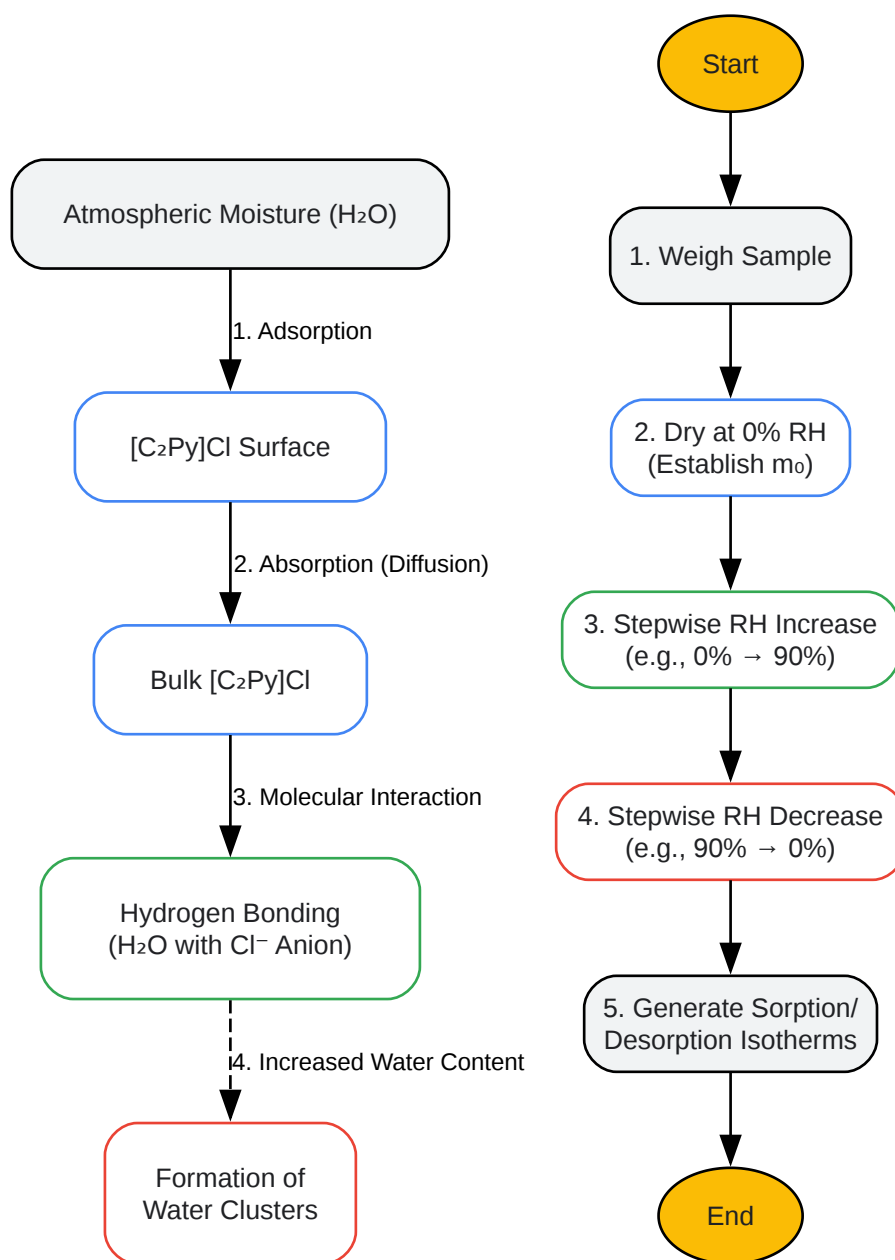 Atmospheric Moisture (H₂O)
1. Adsorption
[C₂Py]Cl Surface
2. Absorption (Diffusion)
Bulk [C₂Py]Cl
3. Molecular Interaction
Hydrogen Bonding
(H₂O with Cl⁻ Anion)
4. Increased Water Content
Formation of
Water Clusters
Start
1. Weigh Sample
2. Dry at 0% RH
(Establish m₀)
3. Stepwise RH Increase
(e.g., 0% → 90%)
4. Stepwise RH Decrease
(e.g., 90% → 0%)
5. Generate Sorption/
Desorption Isotherms
End